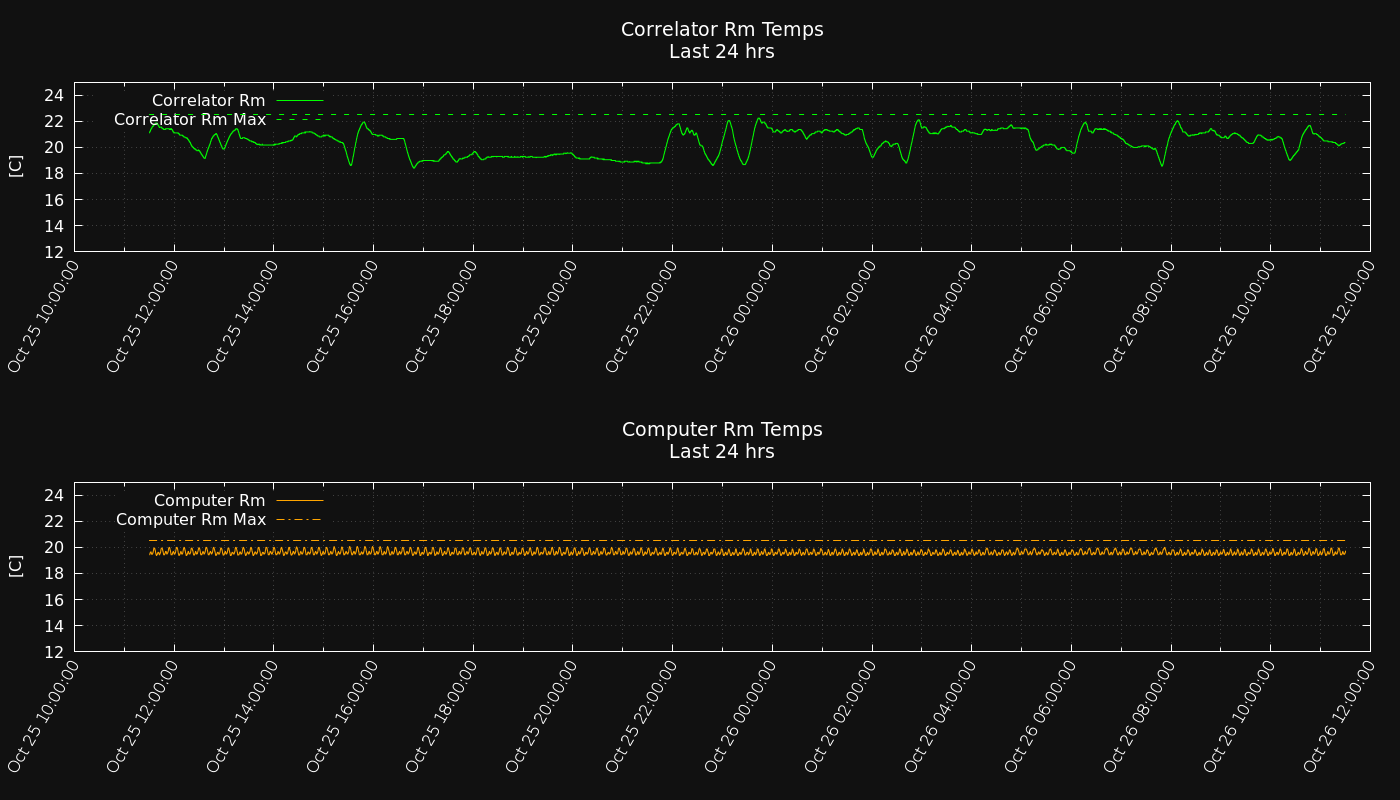 Correlator Rm Temps
Last 24 hrs
Correlator Rm
Correlator Rm Max
[C]
24
22
20
18
16
14
12
Oct 25 10:00:00
Oct 25 12:00:00
Oct 25 14:00:00
Oct 25 16:00:00
Oct 25 18:00:00
Oct 25 20:00:00
Oct 25 22:00:00
Oct 26 00:00:00
Oct 26 02:00:00
Oct 26 04:00:00
Oct 26 06:00:00
Oct 26 08:00:00
Oct 26 10:00:00
Oct 26 12:00:00
Computer Rm Temps
Last 24 hrs
Computer Rm
Computer Rm Max
[C]
24
22
20
18
16
14
12
Oct 25 10:00:00
Oct 25 12:00:00
Oct 25 14:00:00
Oct 25 16:00:00
Oct 25 18:00:00
Oct 25 20:00:00
Oct 25 22:00:00
Oct 26 00:00:00
Oct 26 02:00:00
Oct 26 04:00:00
Oct 26 06:00:00
Oct 26 08:00:00
Oct 26 10:00:00
Oct 26 12:00:00